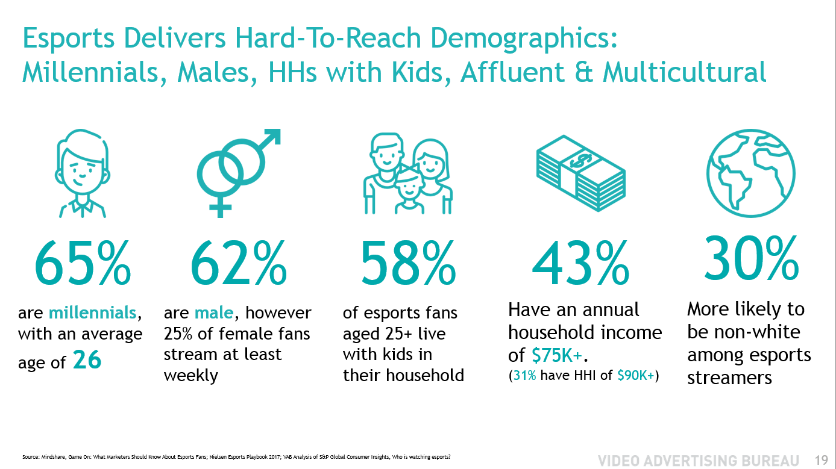 Esports Delivers Hard-To-Reach Demographics:
Millennials, Males, HHs with Kids, Affluent & Multicultural
65%
are millennials,
with an average
age of 26
62%
are male, however
25% of female fans
stream at least
weekly
58%
of esports fans
aged 25+ live
with kids in
their household
$
43%
Have an annual
household income
of $75K+.
(31% have HHI of $90K+)
30%
More likely to
be non-white
among esports
streamers
Source: Mindshare, Game On: What Marketers Should Know About Esports Fans; Nielsen Esports Playbook 2017; VAB Analysis of S&P Global Consumer Insights, Who is watching esports?
VIDEO ADVERTISING BUREAU 19